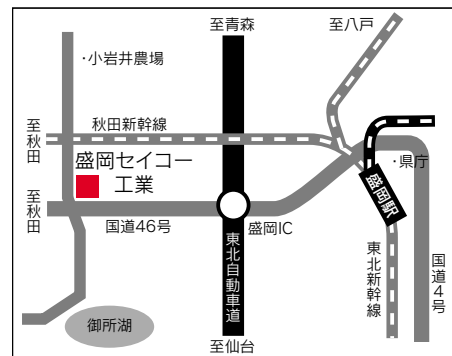 至青森
至八戸
・小岩井農場
秋田新幹線
至秋田
盛岡セイコー
工業
・県庁
盛岡駅
至秋田
国道46号
盛岡IC
東北自動車道
東北新幹線
国道4号
御所湖
至仙台